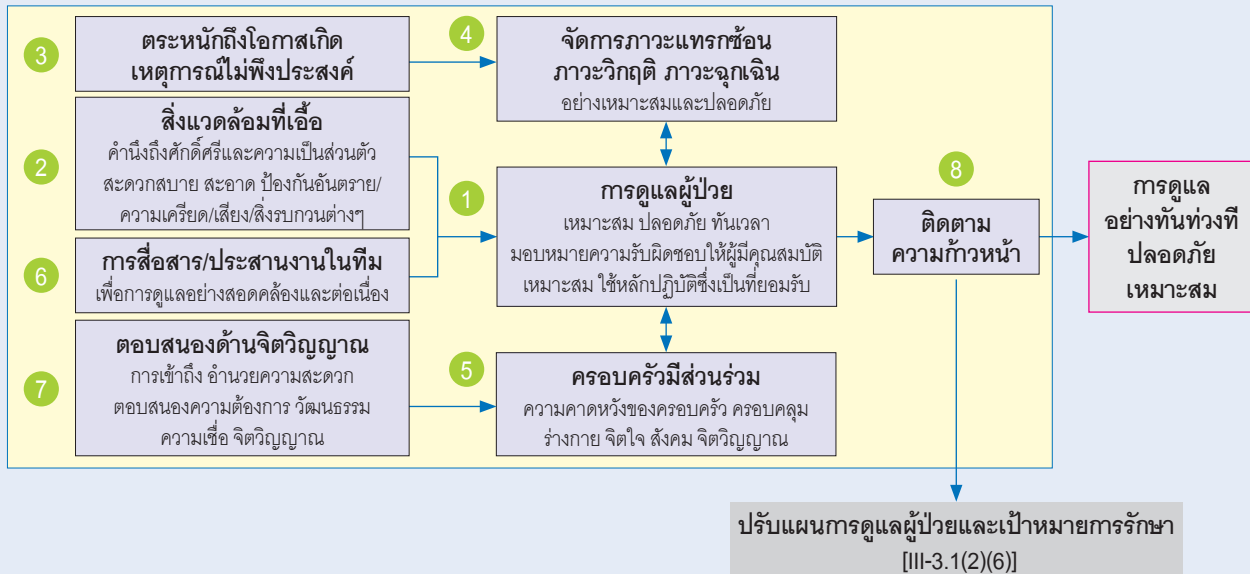 3
ตระหนักถึงโอกาสเกิด
เหตุการณ์ไม่พึงประสงค์
4
จัดการภาวะแทรกซ้อน
ภาวะวิกฤติ ภาวะฉุกเฉิน
อย่างเหมาะสมและปลอดภัย
2
สิ่งแวดล้อมที่เอื้อ
คำนึงถึงศักดิ์ศรีและความเป็นส่วนตัว
สะดวกสบาย สะอาด ป้องกันอันตราย/
ความเครียด/เสียง/สิ่งรบกวนต่างๆ
1
การดูแลผู้ป่วย
เหมาะสม ปลอดภัย ทันเวลา
มอบหมายความรับผิดชอบให้ผู้มีคุณสมบัติ
เหมาะสม ใช้หลักปฏิบัติซึ่งเป็นที่ยอมรับ
8
ติดตาม
ความก้าวหน้า
การดูแล
อย่างทันท่วงที
ปลอดภัย
เหมาะสม
6
การสื่อสาร/ประสานงานในทีม
เพื่อการดูแลอย่างสอดคล้องและต่อเนื่อง
7
ตอบสนองด้านจิตวิญญาณ
การเข้าถึง อำนวยความสะดวก
ตอบสนองความต้องการ วัฒนธรรม
ความเชื่อ จิตวิญญาณ
5
ครอบครัวมีส่วนร่วม
ความคาดหวังของครอบครัว ครอบคลุม
ร่างกาย จิตใจ สังคม จิตวิญญาณ
ปรับแผนการดูแลผู้ป่วยและเป้าหมายการรักษา
[III-3.1(2)(6)]